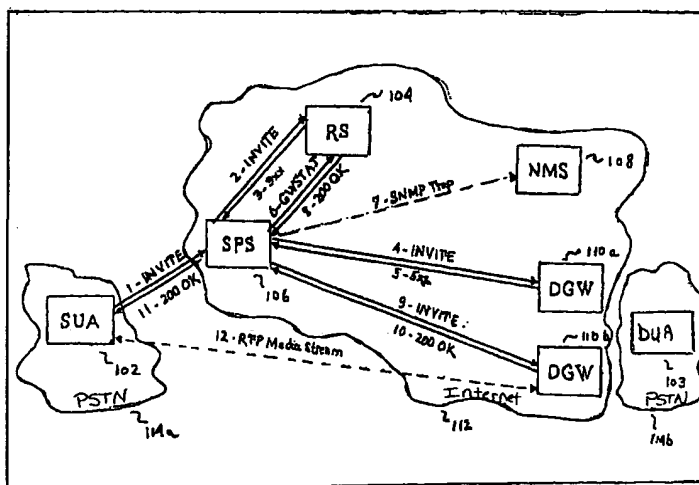 104
RS
2-INVITE
3-3xx
6-GWSTAT
8-200 OK
7-SNMP Trap
NMS
108
1-INVITE
11-200 OK
SPS
106
4-INVITE
5-5xx
110a
DGW
9-INVITE
10-200 OK
110b
DGW
SUA
102
12-RTP Media Stream
PSTN
114a
Internet
112
DUA
103
PSTN
114b